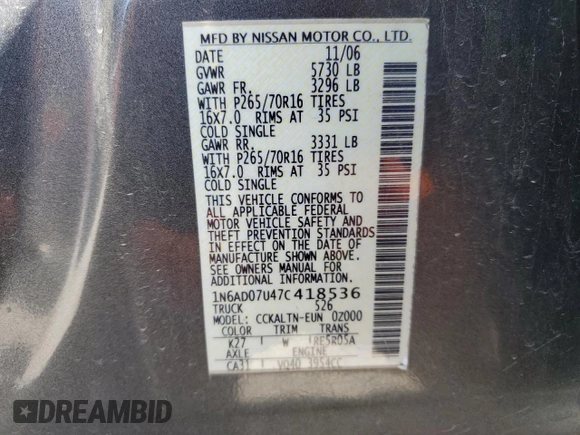 MFD BY NISSAN MOTOR CO., LTD.
DATE 11/06
GVWR 5730 LB
GAWR FR. 3296 LB
WITH P265/70R16 TIRES
16X7.0 RIMS AT 35 PSI
COLD SINGLE
GAWR RR. 3331 LB
WITH P265/70R16 TIRES
16X7.0 RIMS AT 35 PSI
COLD SINGLE
THIS VEHICLE CONFORMS TO
ALL APPLICABLE FEDERAL
MOTOR VEHICLE SAFETY AND
THEFT PREVENTION STANDARDS
IN EFFECT ON THE DATE OF
MANUFACTURE SHOWN ABOVE.
SEE OWNERS MANUAL FOR
ADDITIONAL INFORMATION.
1N6AD07U47C418536
TRUCK 526
MODEL: CCKALTN-EUN 0Z000
COLOR TRIM TRANS
K27 W RE5R05A
AXLE ENGINE
CA31 VQ40 3954CC
DREAMBID